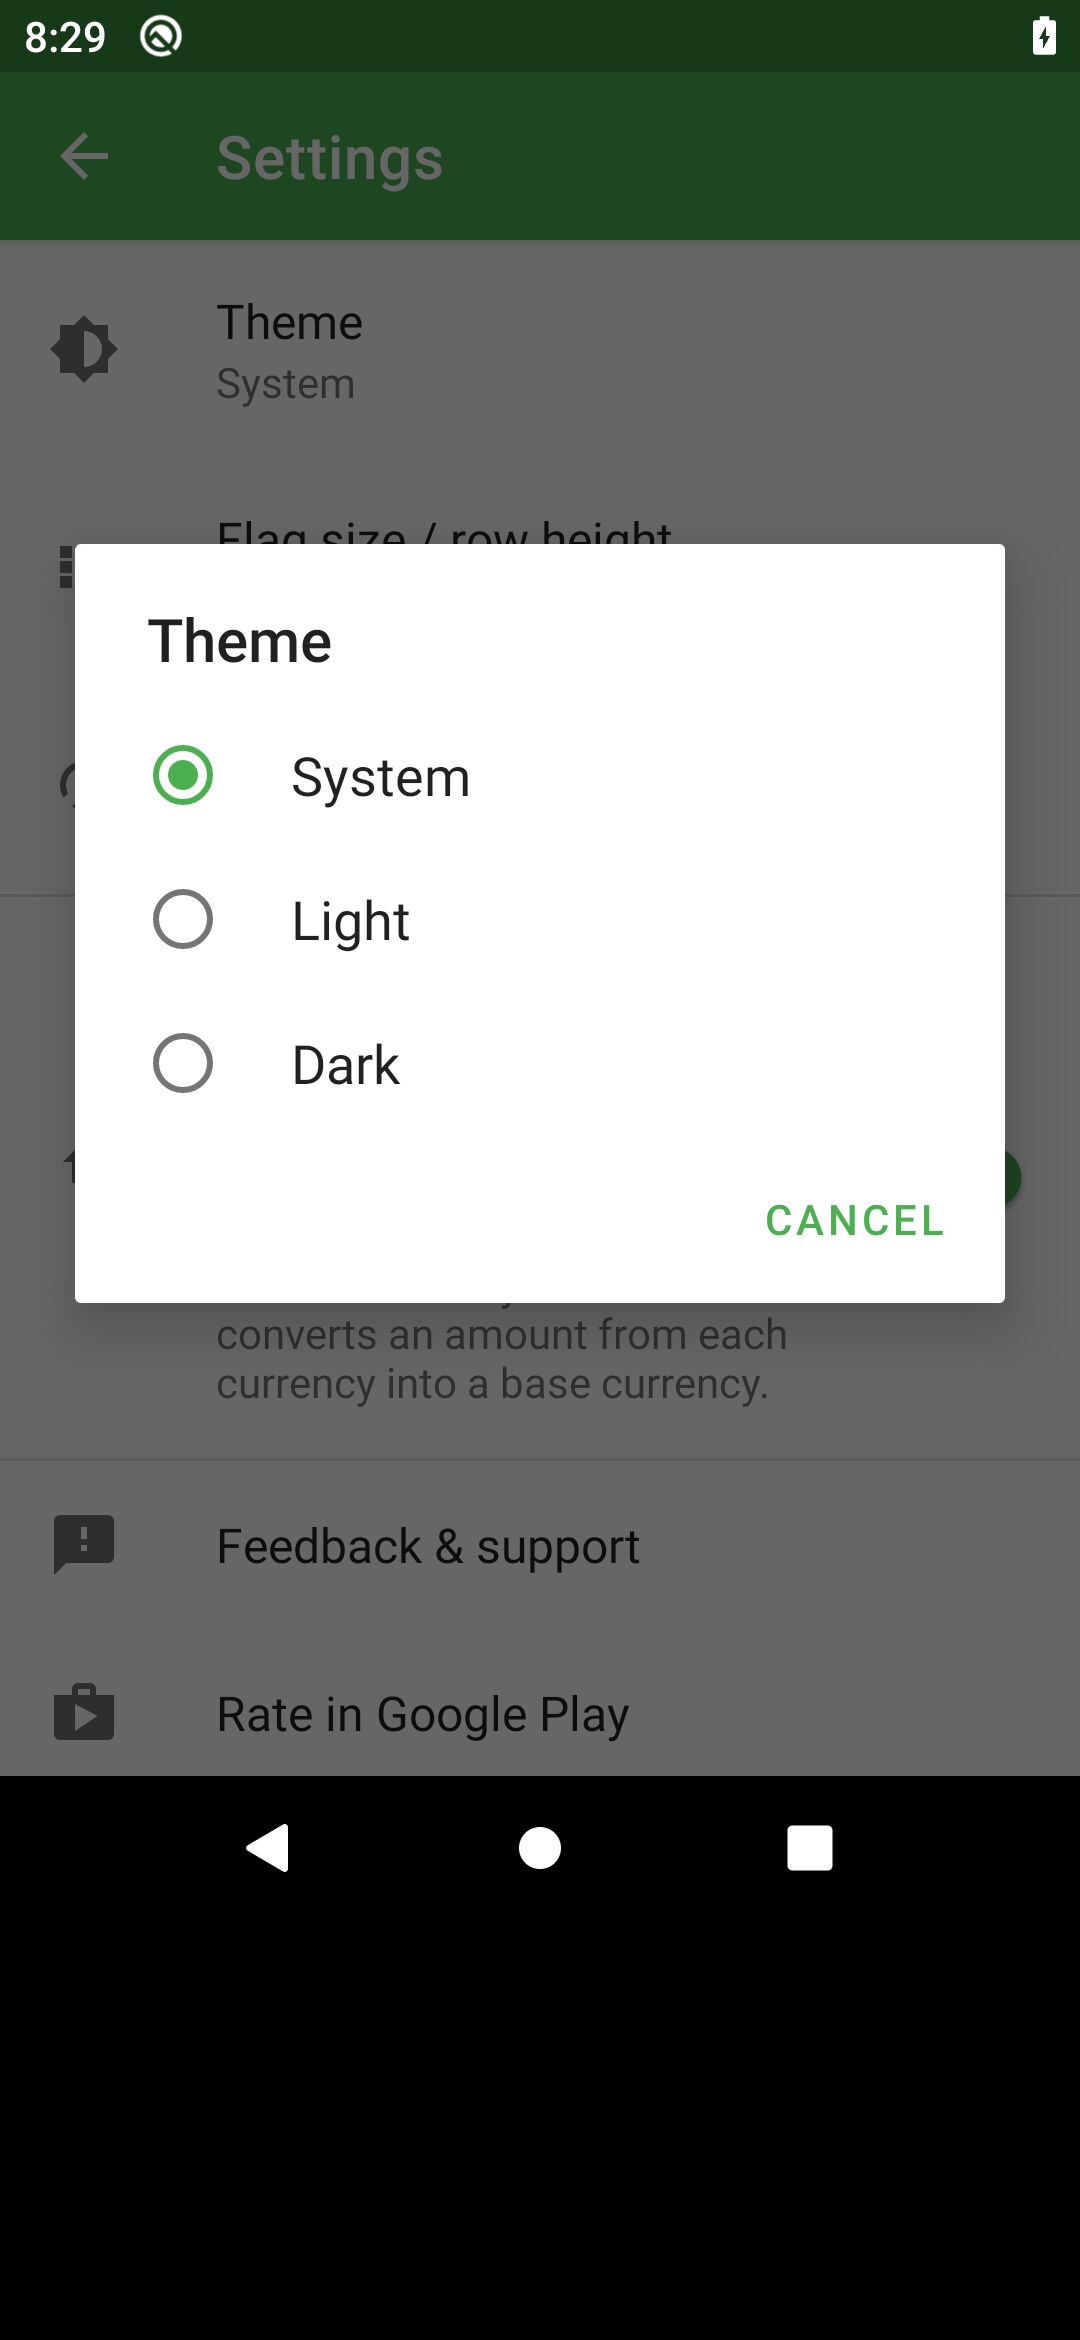 8:29
Settings
Theme
System
Flag size / row height
Theme
System
Light
Dark
CANCEL
converts an amount from each
currency into a base currency.
Feedback & support
Rate in Google Play